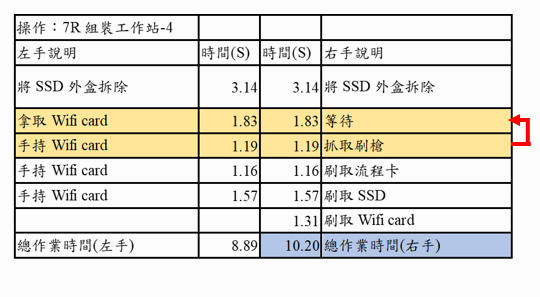 操作：7R 組裝工作站-4
左手說明 時間(S) 時間(S) 右手說明
將 SSD 外盒拆除 3.14 3.14 將 SSD 外盒拆除
拿取 Wifi card 1.83 1.83 等待
手持 Wifi card 1.19 1.19 抓取刷槍
手持 Wifi card 1.16 1.16 刷取流程卡
手持 Wifi card 1.57 1.57 刷取 SSD
1.31 刷取 Wifi card
總作業時間(左手) 8.89 10.20 總作業時間(右手)